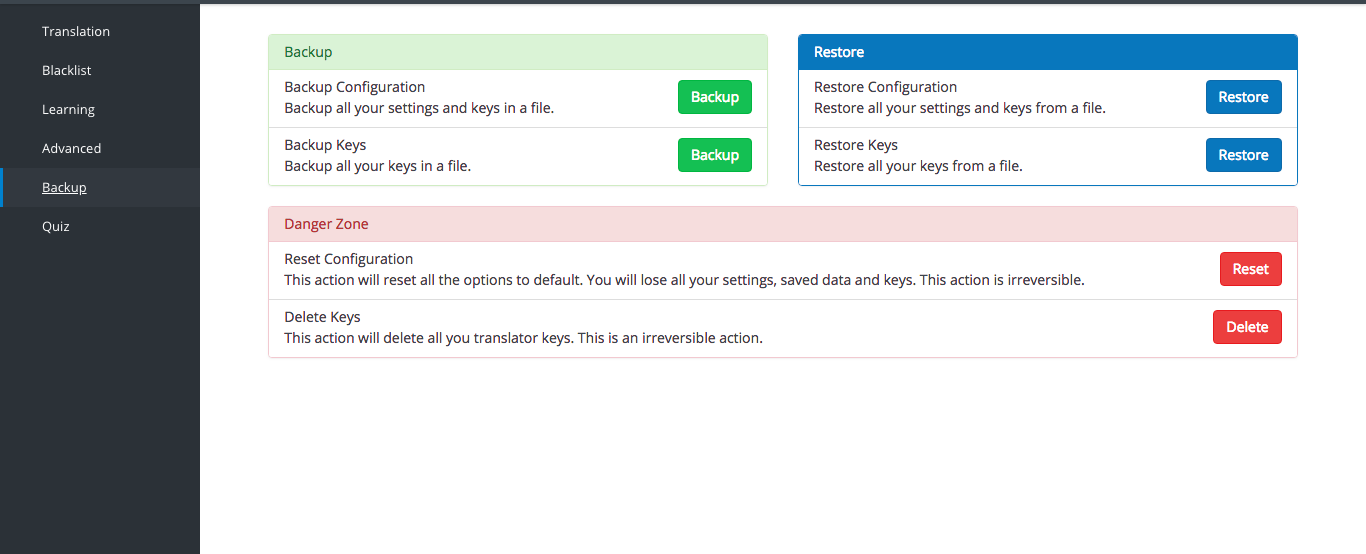 Translation
Blacklist
Learning
Advanced
Backup
Quiz
Backup
Backup Configuration
Backup all your settings and keys in a file.
Backup
Backup Keys
Backup all your keys in a file.
Backup
Restore
Restore Configuration
Restore all your settings and keys from a file.
Restore
Restore Keys
Restore all your keys from a file.
Restore
Danger Zone
Reset Configuration
This action will reset all the options to default. You will lose all your settings, saved data and keys. This action is irreversible.
Reset
Delete Keys
This action will delete all you translator keys. This is an irreversible action.
Delete